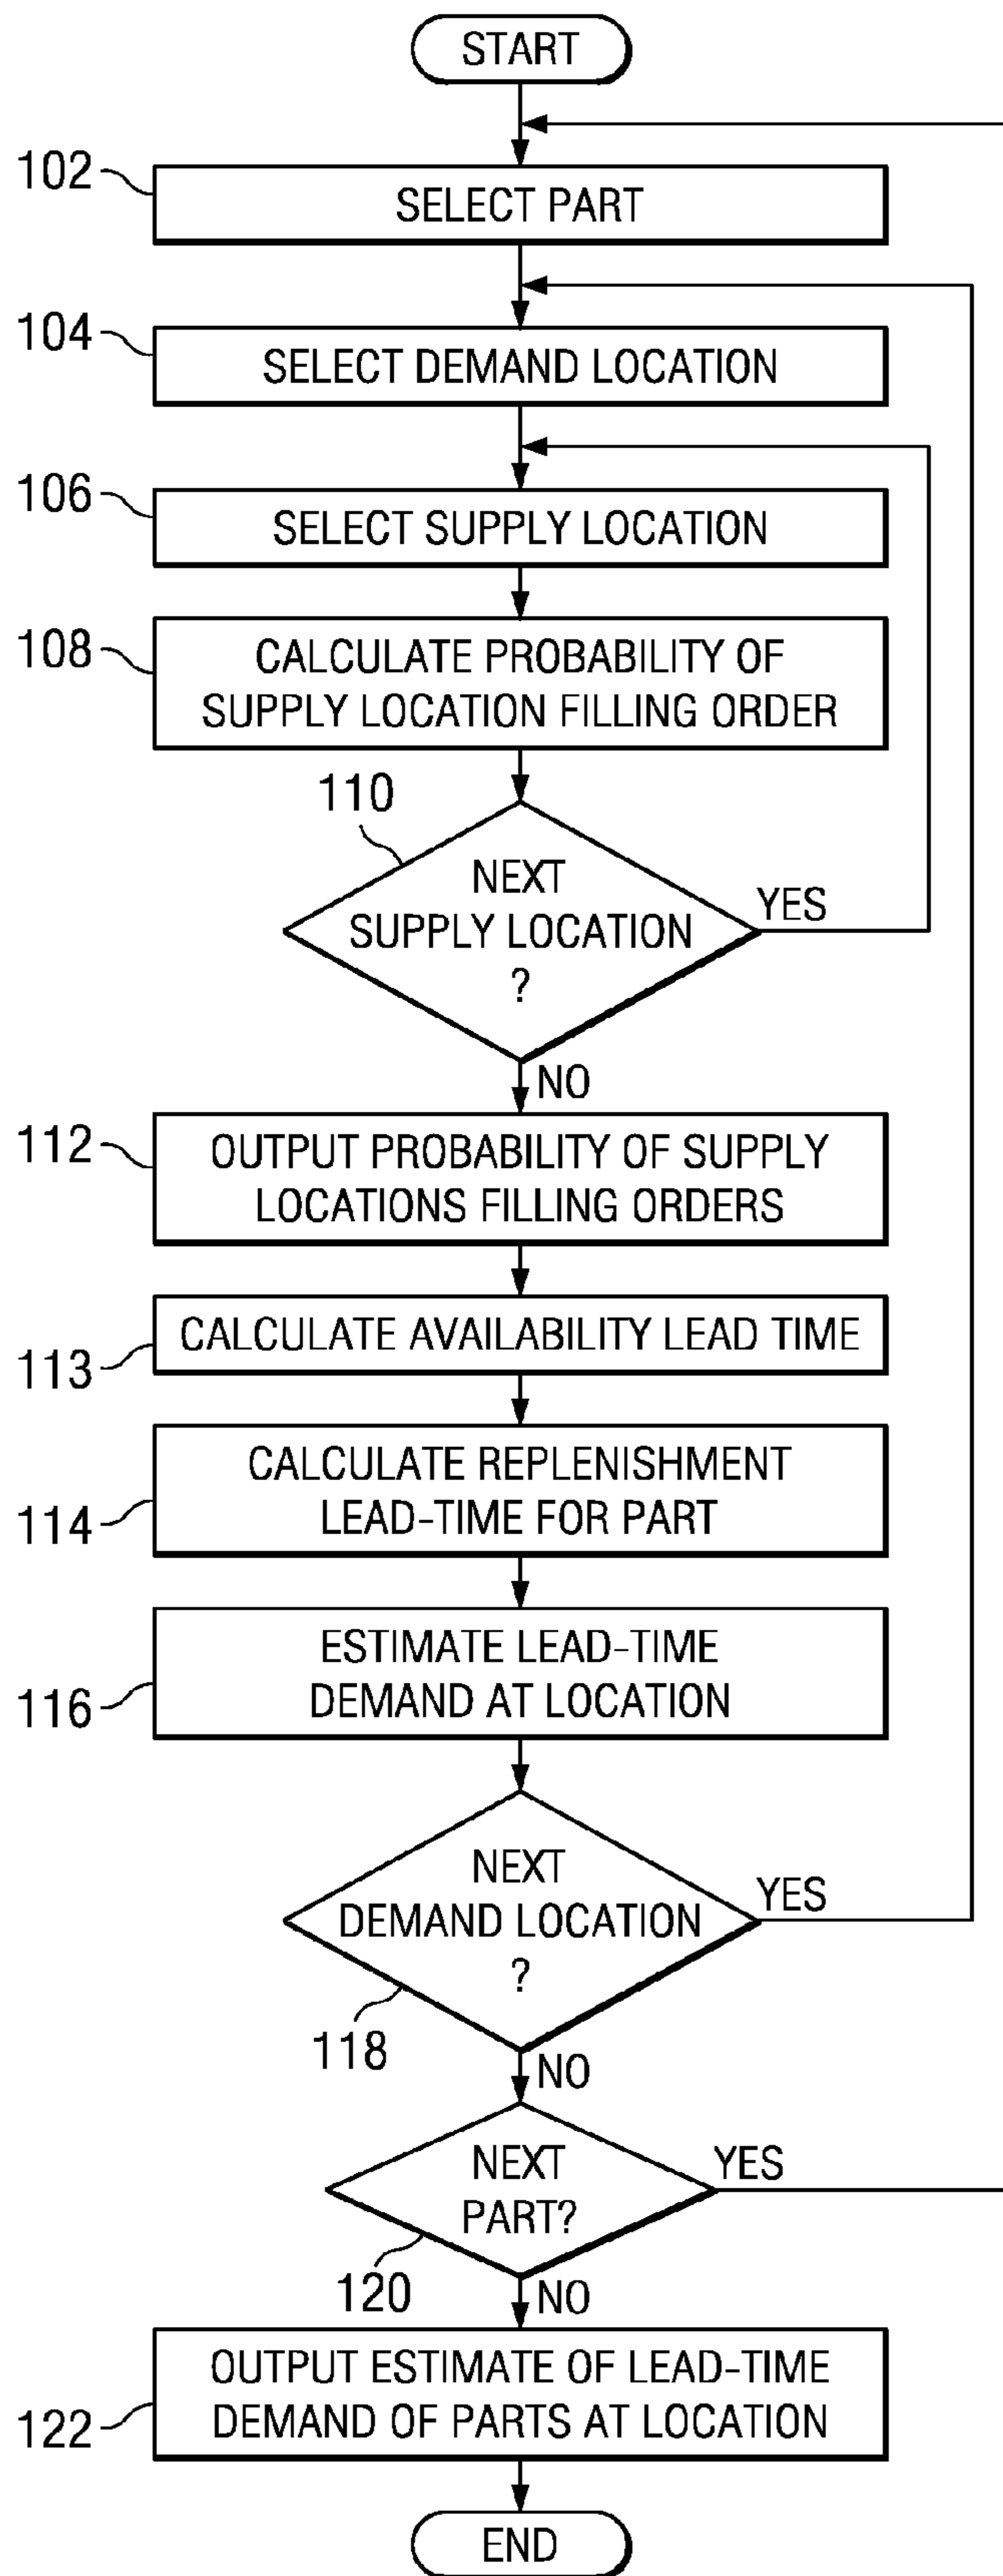 START
102
SELECT PART
104
SELECT DEMAND LOCATION
106
SELECT SUPPLY LOCATION
108
CALCULATE PROBABILITY OF
SUPPLY LOCATION FILLING ORDER
110
NEXT
SUPPLY LOCATION
?
YES
NO
112
OUTPUT PROBABILITY OF SUPPLY
LOCATIONS FILLING ORDERS
113
CALCULATE AVAILABILITY LEAD TIME
114
CALCULATE REPLENISHMENT
LEAD-TIME FOR PART
116
ESTIMATE LEAD-TIME
DEMAND AT LOCATION
NEXT
DEMAND LOCATION
?
YES
118
NO
NEXT
PART?
YES
120
NO
122
OUTPUT ESTIMATE OF LEAD-TIME
DEMAND OF PARTS AT LOCATION
END